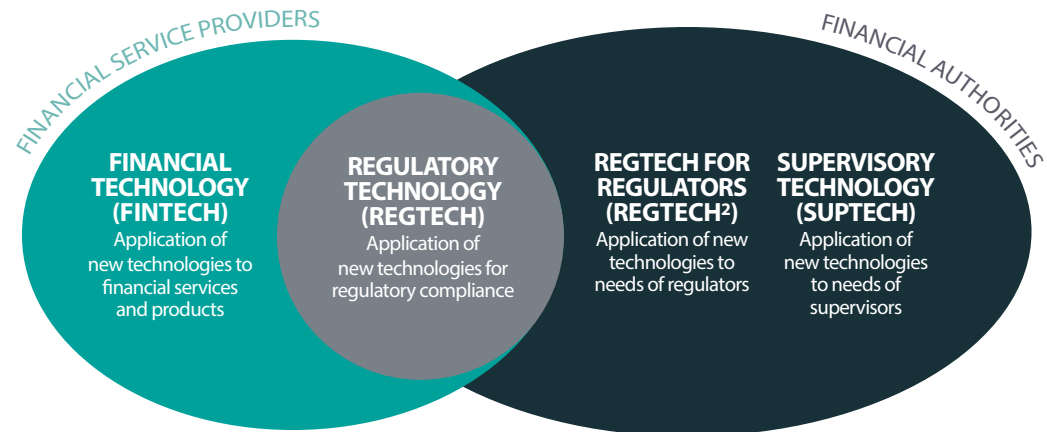 FINANCIAL SERVICE PROVIDERS
FINANCIAL AUTHORITIES
FINANCIAL
TECHNOLOGY
(FINTECH)
Application of
new technologies to
financial services
and products
REGULATORY
TECHNOLOGY
(REGTECH)
Application of
new technologies for
regulatory compliance
REGTECH FOR
REGULATORS
(REGTECH²)
Application of new
technologies to
needs of regulators
SUPERVISORY
TECHNOLOGY
(SUPTECH)
Application of
new technologies
to needs of
supervisors